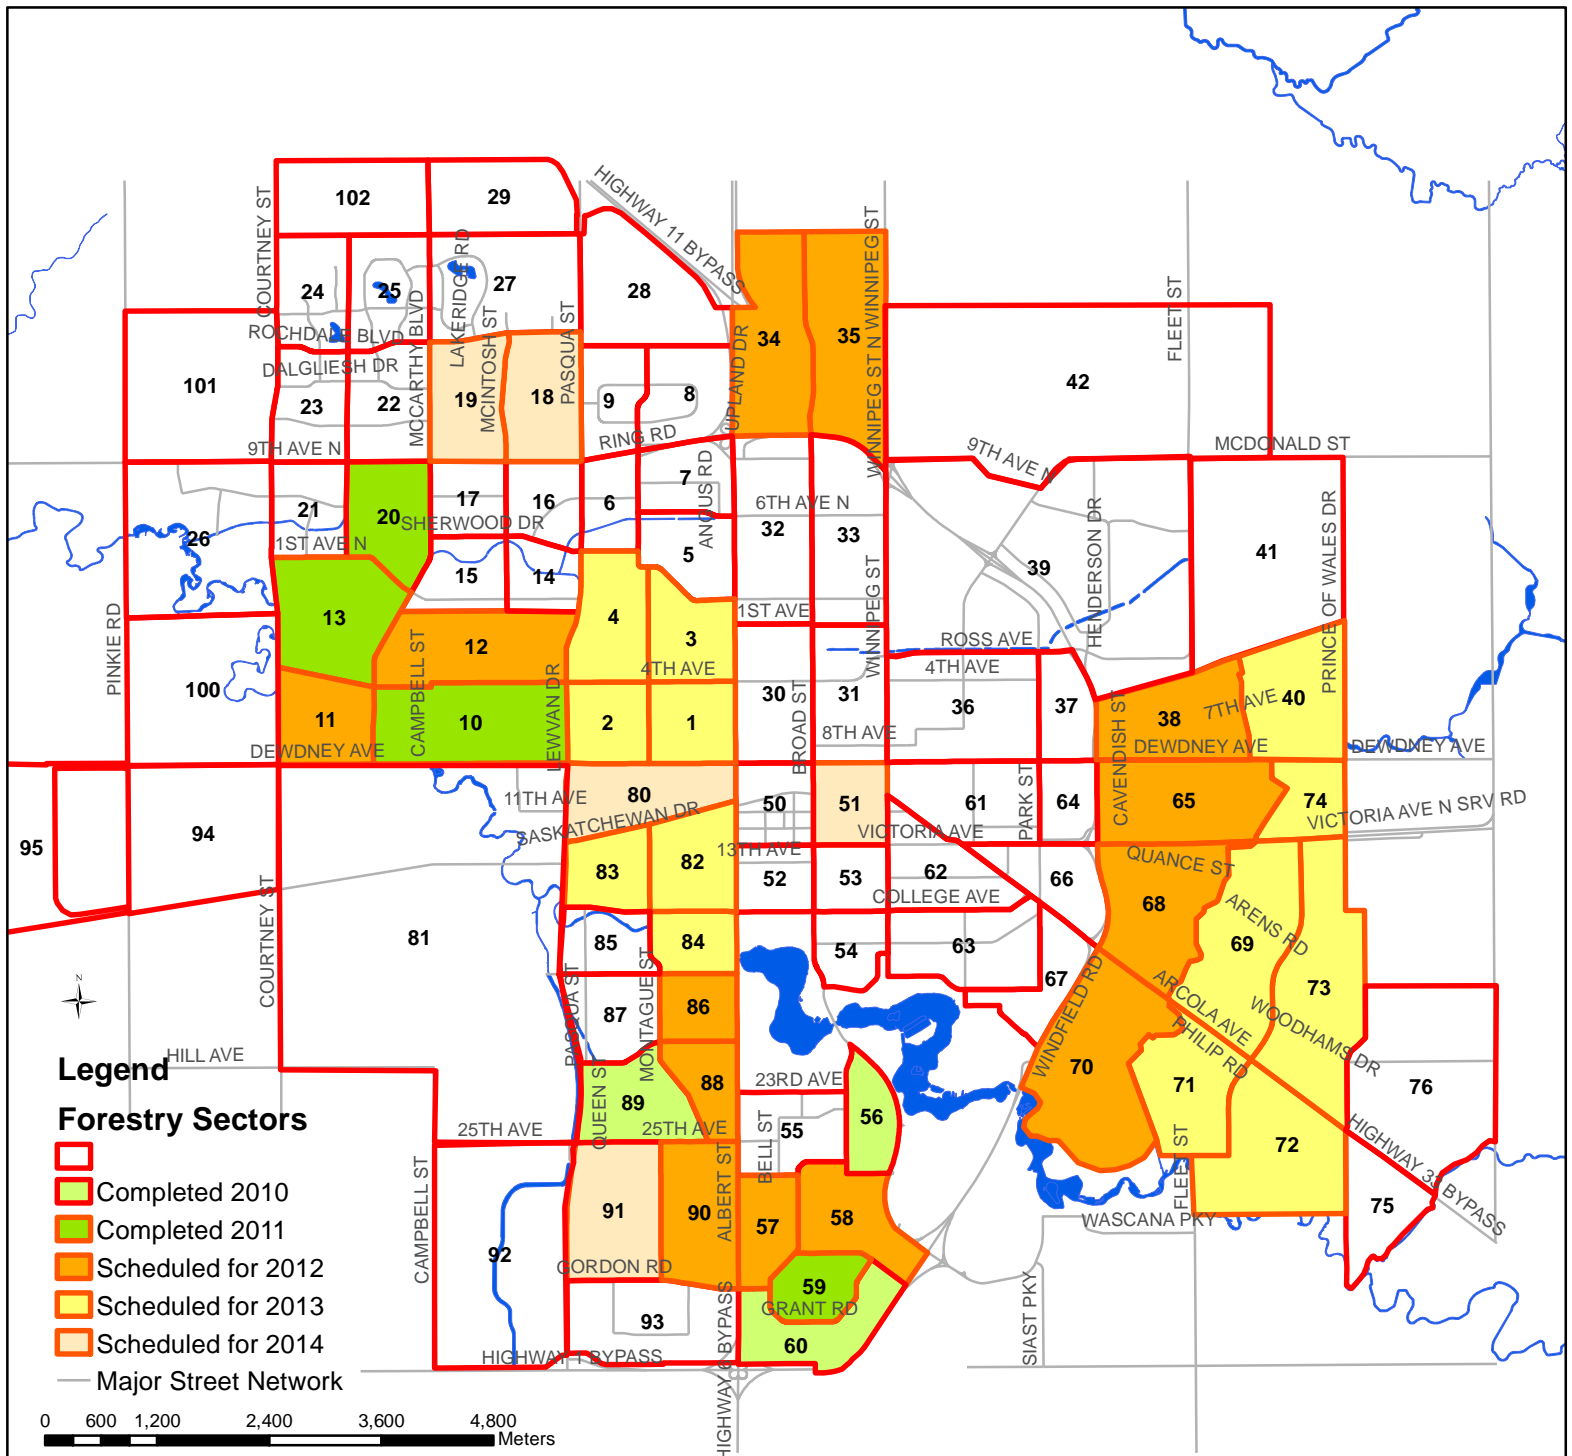 HIGHWAY 11 BYPASS
102
29
COURTNEY ST
LAKERIDGE RD
WINNIPEG ST N WINNIPEG ST
24
25
27
28
FLEET ST
MCCARTHY BLVD
MCINTOSH ST
PASQUA ST
UPLAND DR
34
35
ROCHDALE BLVD
DALGLIESH DR
101
42
23
22
19
18
9
8
9TH AVE N
RING RD
9TH AVE N
MCDONALD ST
ANGUS RD
21
20
17
16
6
7
6TH AVE N
SHERWOOD DR
32
33
HENDERSON DR
PRINCE OF WALES DR
26
1ST AVE N
15
14
5
39
41
PINKIE RD
13
4
3
1ST AVE
WINNIPEG ST
ROSS AVE
12
CAMPBELL ST
4TH AVE
4TH AVE
100
LEWVAN DR
30
31
BROAD ST
36
37
CAVENDISH ST
38
7TH AVE
40
11
10
2
1
8TH AVE
DEWDNEY AVE
DEWDNEY AVE
DEWDNEY AVE
11TH AVE
80
50
51
61
PARK ST
64
65
74
SASKATCHEWAN DR
VICTORIA AVE
VICTORIA AVE N SRV RD
95
94
13TH AVE
83
82
52
53
62
66
QUANCE ST
COLLEGE AVE
68
ARENS RD
COURTNEY ST
81
85
84
54
63
69
PASQUA ST
MONTAGUE ST
67
WINDFIELD RD
ARCOLA AVE
73
WOODHAMS DR
N
87
86
PHILIP RD
HILL AVE
70
71
76
QUEEN ST
88
23RD AVE
89
56
25TH AVE
25TH AVE
55
BELL ST
72
HIGHWAY 33 BYPASS
FLEET ST
CAMPBELL ST
91
90
ALBERT ST
57
58
WASCANA PKY
75
92
GORDON RD
59
GRANT RD
SIAST PKY
93
60
HIGHWAY 1 BYPASS
HIGHWAY 6 BYPASS
Legend
Forestry Sectors
Completed 2010
Completed 2011
Scheduled for 2012
Scheduled for 2013
Scheduled for 2014
Major Street Network
0 600 1,200 2,400 3,600 4,800
Meters